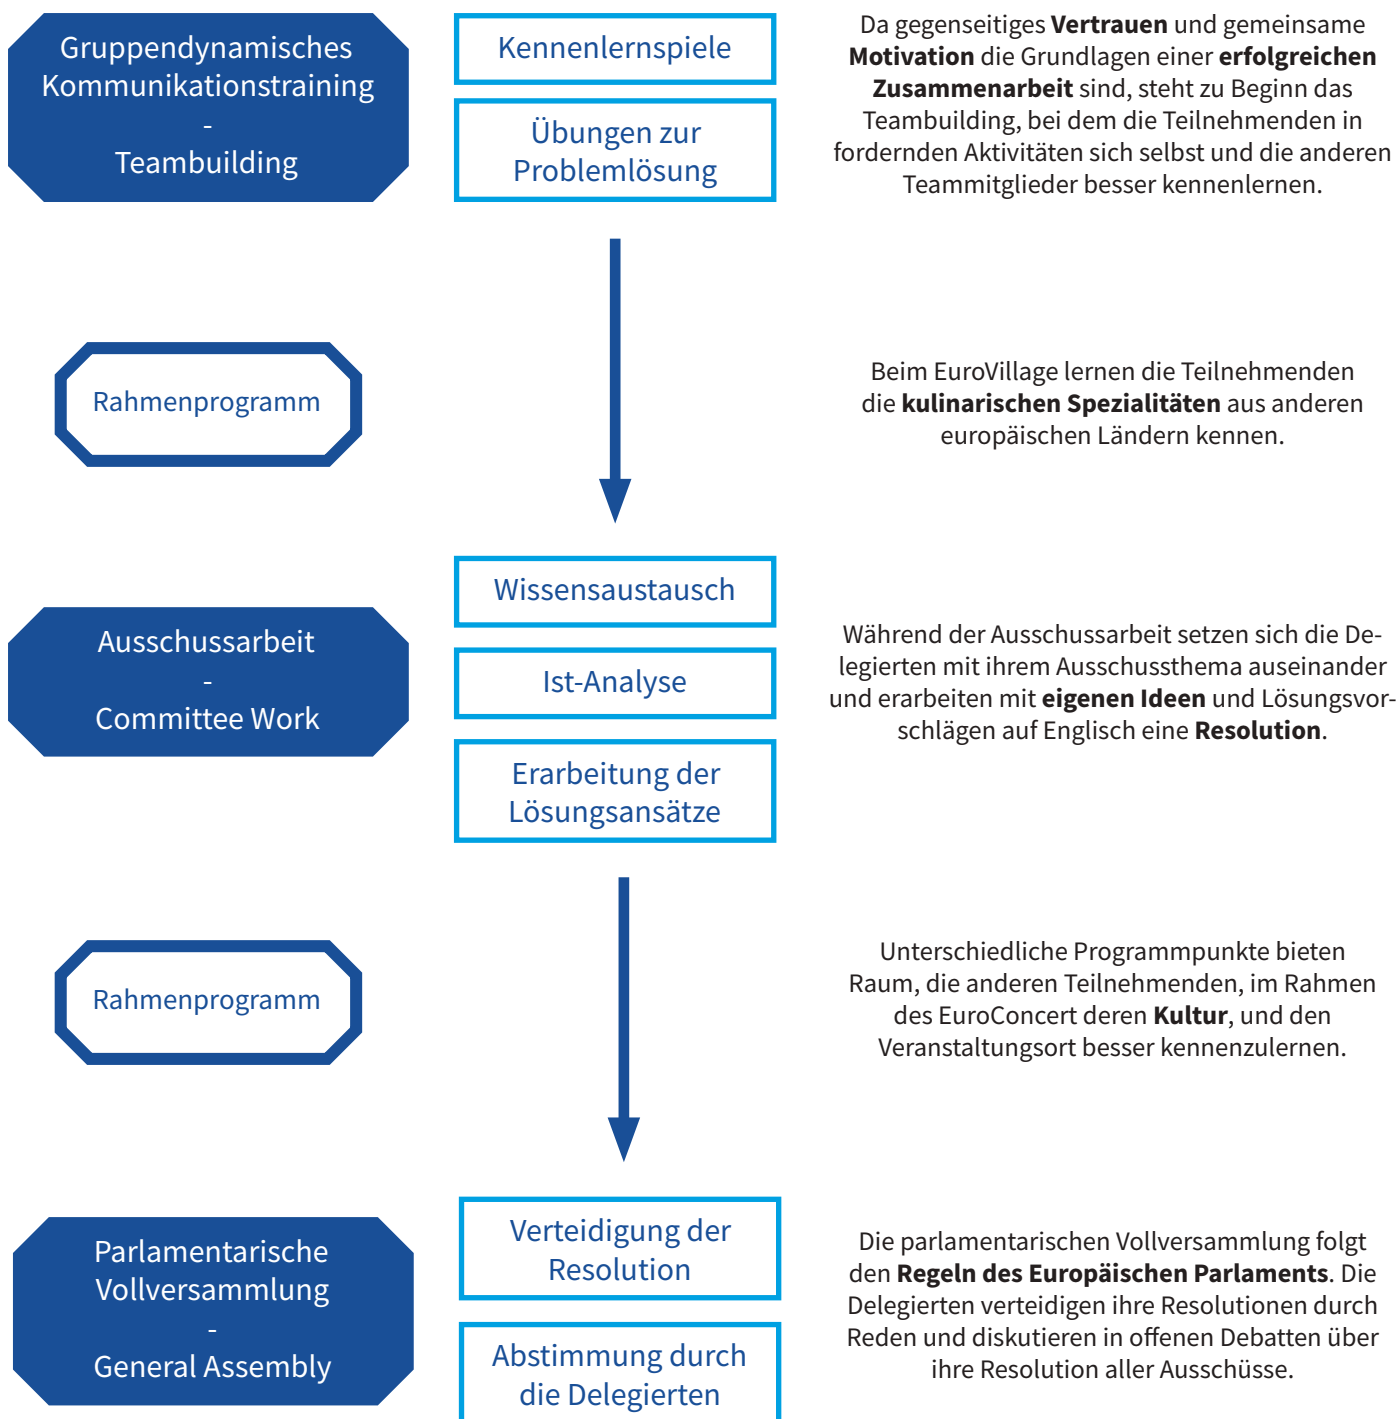 Gruppendynamisches
Kommunikationstraining
-
Teambuilding
Kennenlernspiele
Übungen zur
Problemlösung
Da gegenseitiges Vertrauen und gemeinsame
Motivation die Grundlagen einer erfolgreichen
Zusammenarbeit sind, steht zu Beginn das
Teambuilding, bei dem die Teilnehmenden in
fordernden Aktivitäten sich selbst und die anderen
Teammitglieder besser kennenlernen.
Rahmenprogramm
Beim EuroVillage lernen die Teilnehmenden
die kulinarischen Spezialitäten aus anderen
europäischen Ländern kennen.
Ausschussarbeit
-
Committee Work
Wissensaustausch
Ist-Analyse
Erarbeitung der
Lösungsansätze
Während der Ausschussarbeit setzen sich die De-
legierten mit ihrem Ausschussthema auseinander
und erarbeiten mit eigenen Ideen und Lösungsvor-
schlägen auf Englisch eine Resolution.
Rahmenprogramm
Unterschiedliche Programmpunkte bieten
Raum, die anderen Teilnehmenden, im Rahmen
des EuroConcert deren Kultur, und den
Veranstaltungsort besser kennenzulernen.
Parlamentarische
Vollversammlung
-
General Assembly
Verteidigung der
Resolution
Abstimmung durch
die Delegierten
Die parlamentarischen Vollversammlung folgt
den Regeln des Europäischen Parlaments. Die
Delegierten verteidigen ihre Resolutionen durch
Reden und diskutieren in offenen Debatten über
ihre Resolution aller Ausschüsse.